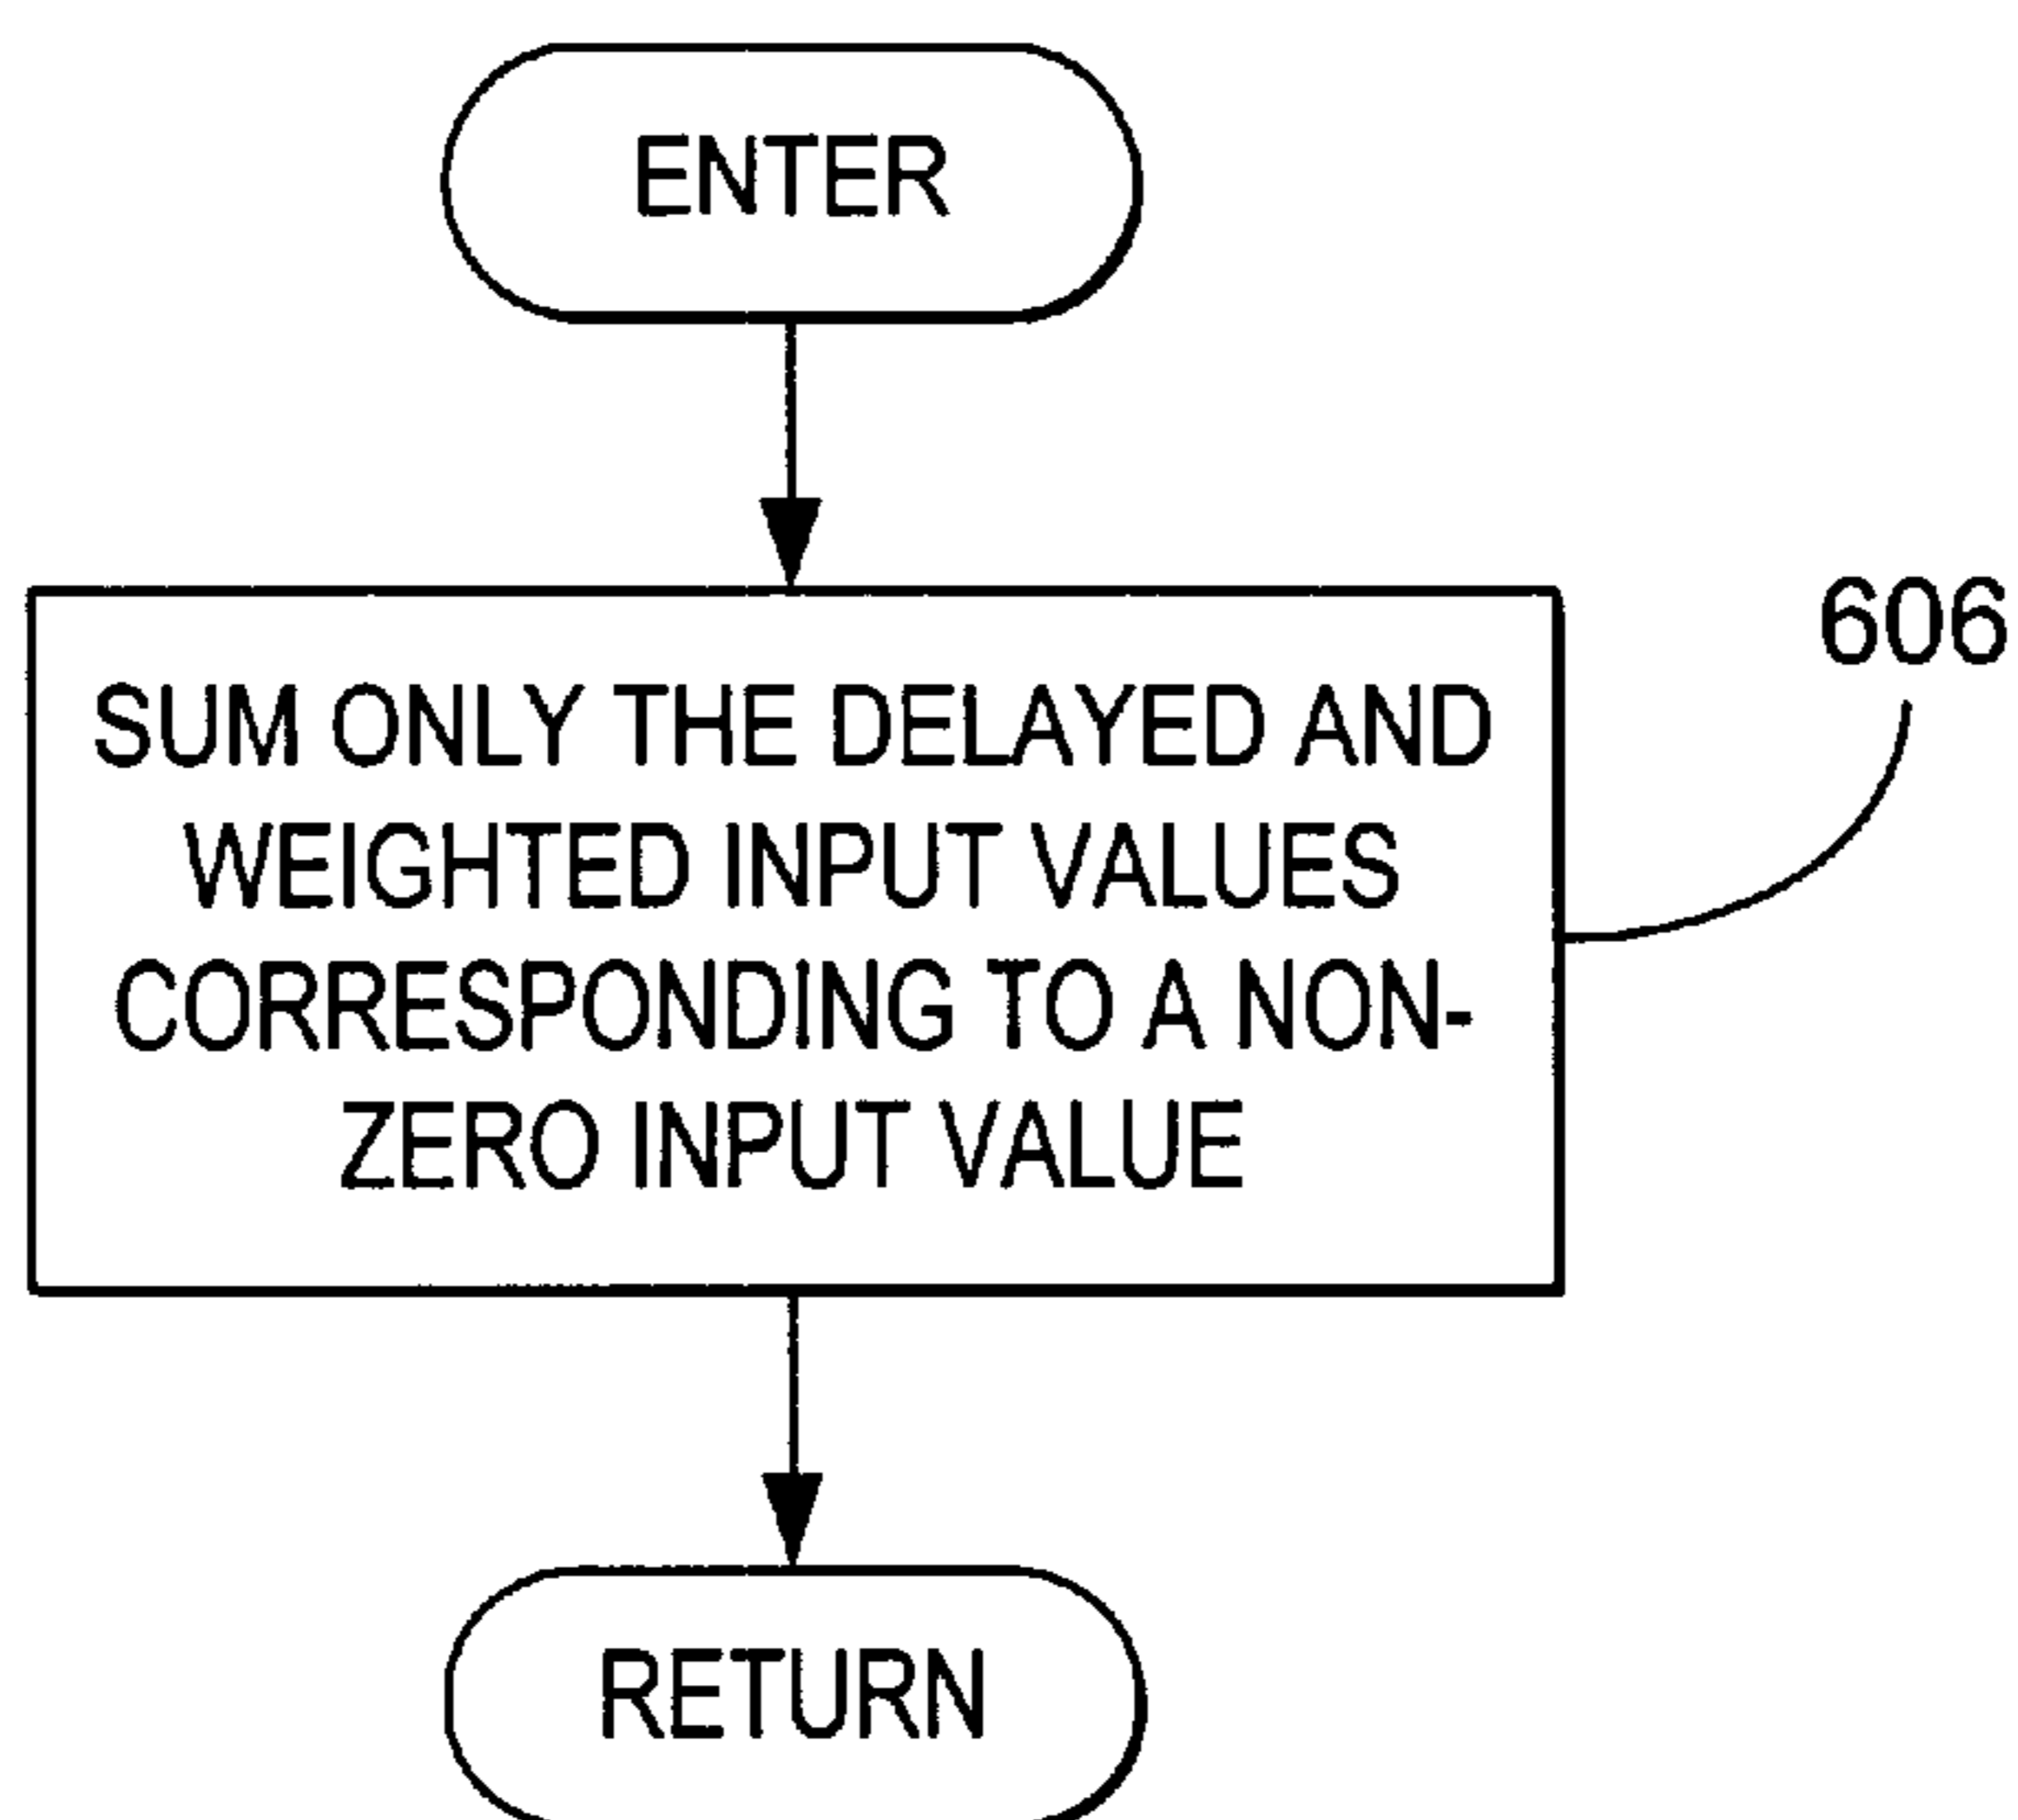 ENTER
606
SUM ONLY THE DELAYED AND
WEIGHTED INPUT VALUES
CORRESPONDING TO A NON-
ZERO INPUT VALUE
RETURN